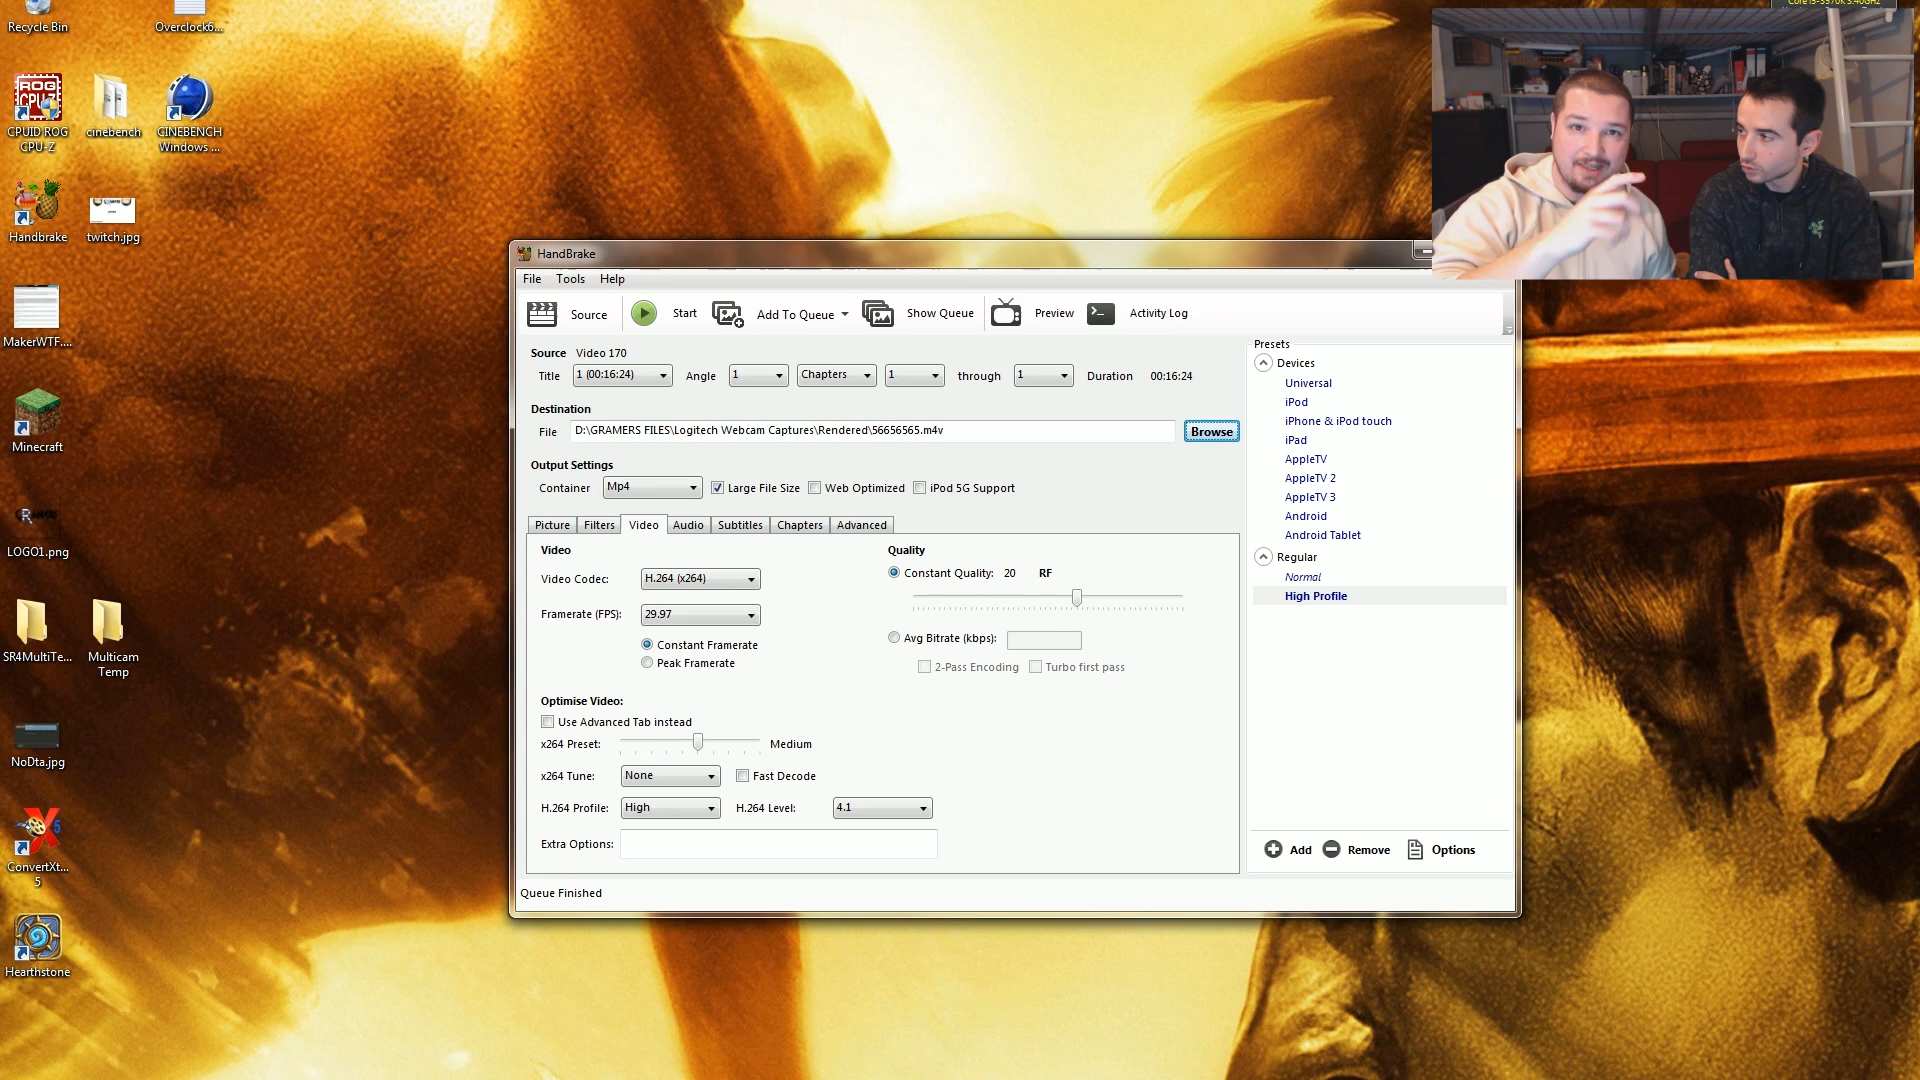 Recycle Bin
Overclock6...
Core i5-3570K 3.40GHz
ROG
CPU-Z
CPUID ROG
CPU-Z
cinebench
CINEBENCH
Windows ...
Handbrake
twitch.jpg
MakerWTF....
Minecraft
LOGO1.png
SR4MultiTe...
Multicam
Temp
NoDta.jpg
ConvertXt...
5
Hearthstone
HandBrake
File Tools Help
Source Start Add To Queue Show Queue Preview Activity Log
Source Video 170
Title 1 (00:16:24) Angle 1 Chapters 1 through 1 Duration 00:16:24
Destination
File D:\GRAMERS FILES\Logitech Webcam Captures\Rendered\56656565.m4v Browse
Output Settings
Container Mp4 Large File Size Web Optimized iPod 5G Support
Picture Filters Video Audio Subtitles Chapters Advanced
Video
Video Codec: H.264 (x264)
Framerate (FPS): 29.97
Constant Framerate
Peak Framerate
Quality
Constant Quality: 20 RF
Avg Bitrate (kbps):
2-Pass Encoding Turbo first pass
Optimise Video:
Use Advanced Tab instead
x264 Preset: Medium
x264 Tune: None Fast Decode
H.264 Profile: High H.264 Level: 4.1
Extra Options:
Queue Finished
Presets
Devices
Universal
iPod
iPhone & iPod touch
iPad
AppleTV
AppleTV 2
AppleTV 3
Android
Android Tablet
Regular
Normal
High Profile
Add Remove Options